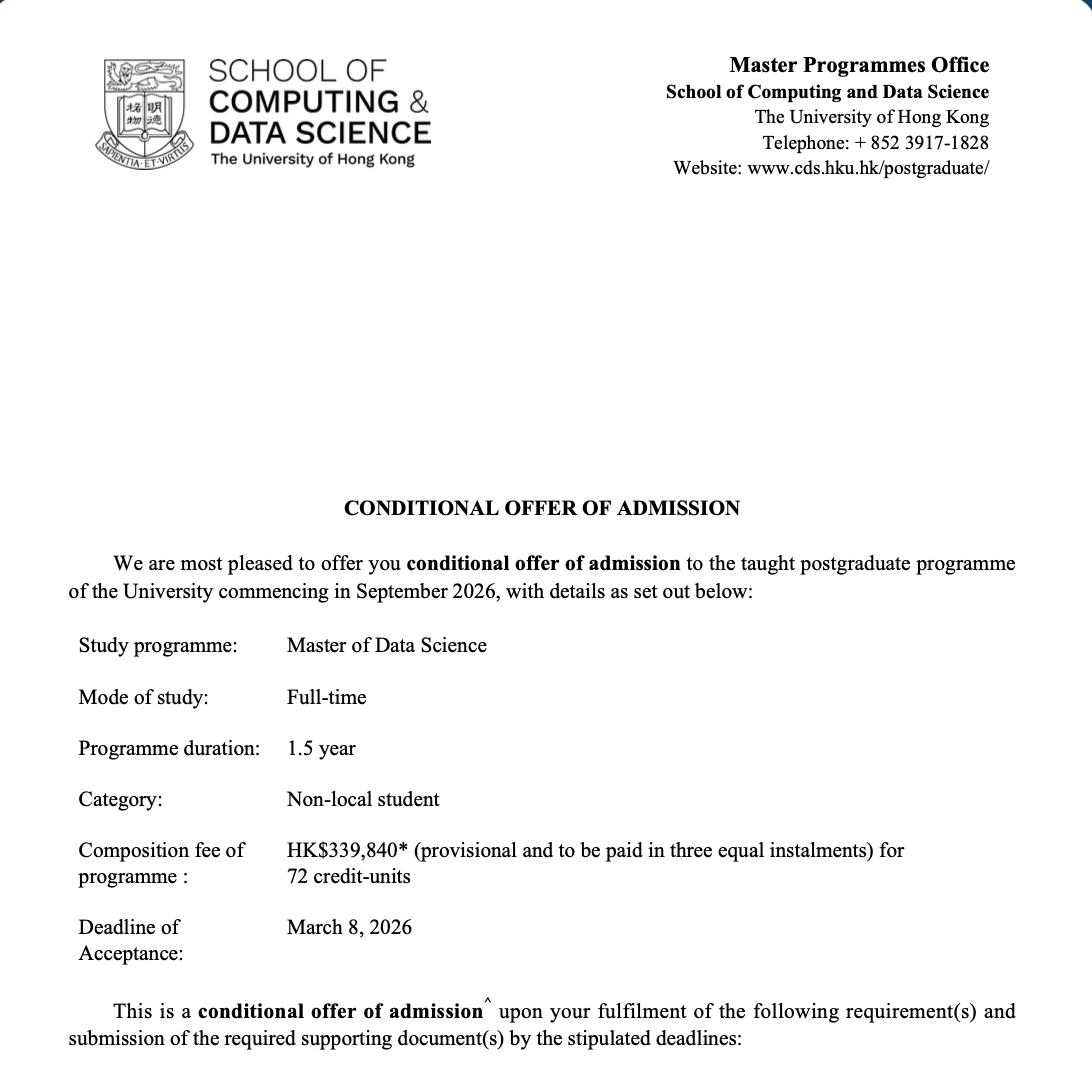 SCHOOL OF
COMPUTING &
DATA SCIENCE
The University of Hong Kong
明德
格物
SAPIENTIA·ET·VIRTUS
Master Programmes Office
School of Computing and Data Science
The University of Hong Kong
Telephone: + 852 3917-1828
Website: www.cds.hku.hk/postgraduate/
CONDITIONAL OFFER OF ADMISSION
We are most pleased to offer you conditional offer of admission to the taught postgraduate programme
of the University commencing in September 2026, with details as set out below:
Study programme: Master of Data Science
Mode of study: Full-time
Programme duration: 1.5 year
Category: Non-local student
Composition fee of HK$339,840* (provisional and to be paid in three equal instalments) for
programme : 72 credit-units
Deadline of March 8, 2026
Acceptance:
This is a conditional offer of admission^ upon your fulfilment of the following requirement(s) and
submission of the required supporting document(s) by the stipulated deadlines: